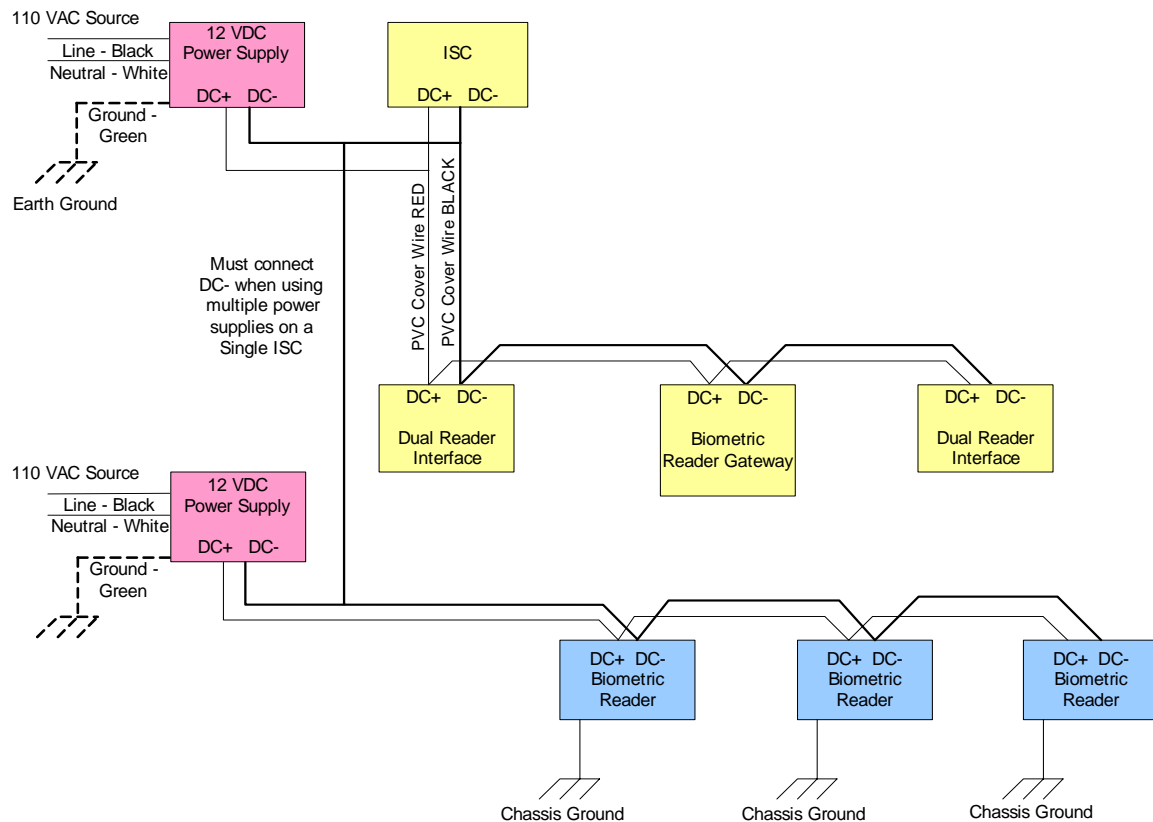 110 VAC Source
Line - Black
Neutral - White
Ground -
Green
Earth Ground
12 VDC
Power Supply
DC+ DC-
ISC
DC+ DC-
PVC Cover Wire RED
PVC Cover Wire BLACK
Must connect
DC- when using
multiple power
supplies on a
Single ISC
DC+ DC-
Dual Reader
Interface
DC+ DC-
Biometric
Reader Gateway
DC+ DC-
Dual Reader
Interface
110 VAC Source
Line - Black
Neutral - White
Ground -
Green
12 VDC
Power Supply
DC+ DC-
DC+ DC-
Biometric
Reader
DC+ DC-
Biometric
Reader
DC+ DC-
Biometric
Reader
Chassis Ground
Chassis Ground
Chassis Ground